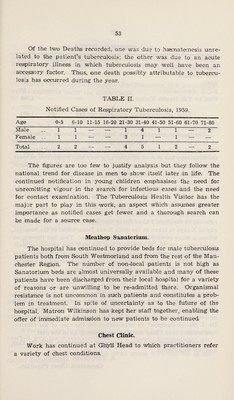 53
Of the two Deaths recorded, one was due to hæmatemesis unre-
lated to the patient's tuberculosis, the other was due to an acute
respiratory illness in which tuberculosis may well have been an
accessory factor. Thus, one death possibly attributable to tubercu-
losis has occurred during the year.
TABLE II.
Notified Cases of Respiratory Tuberculosis, 1959.
Age 0-5 6-10 11-15 16-20 21-30 31-40 41-50 51-60 61-70 71-80
Male ... 1 1 — — 1 4 1 1 — 2
Female ... 1 1 — — 3 1 — 1 — —
Total 2 2 — — 4 5 1 2 — 2
The figures are too few to justify analysis but they follow the
national trend for disease in men to show itself later in life. The
continued notification in young children emphasises the need for
unremitting vigour in the search for infectious cases and the need
for contact examination. The Tuberculosis Health Visitor has the
major part to play in this work, an aspect which assumes greater
importance as notified cases get fewer and a thorough search can
be made for a source case.
Meathop Sanatorium.
The hospital has continued to provide beds for male tuberculosis
patients both from South Westmorland and from the rest of the Man-
chester Region. The number of non-local patients is not high as
Sanatorium beds are almost universally available and many of these
patients have been discharged from their local hospital for a variety
of reasons or are unwilling to be re-admitted there. Organismal
resistance is not uncommon in such patients and constitutes a prob-
lem in treatment. In spite of uncertainty as to the future of the
hospital, Matron Wilkinson has kept her staff together, enabling the
offer of immediate admission to new patients to be continued.
Chest Clinic.
Work has continued at Ghyll Head to which practitioners refer
a variety of chest conditions.